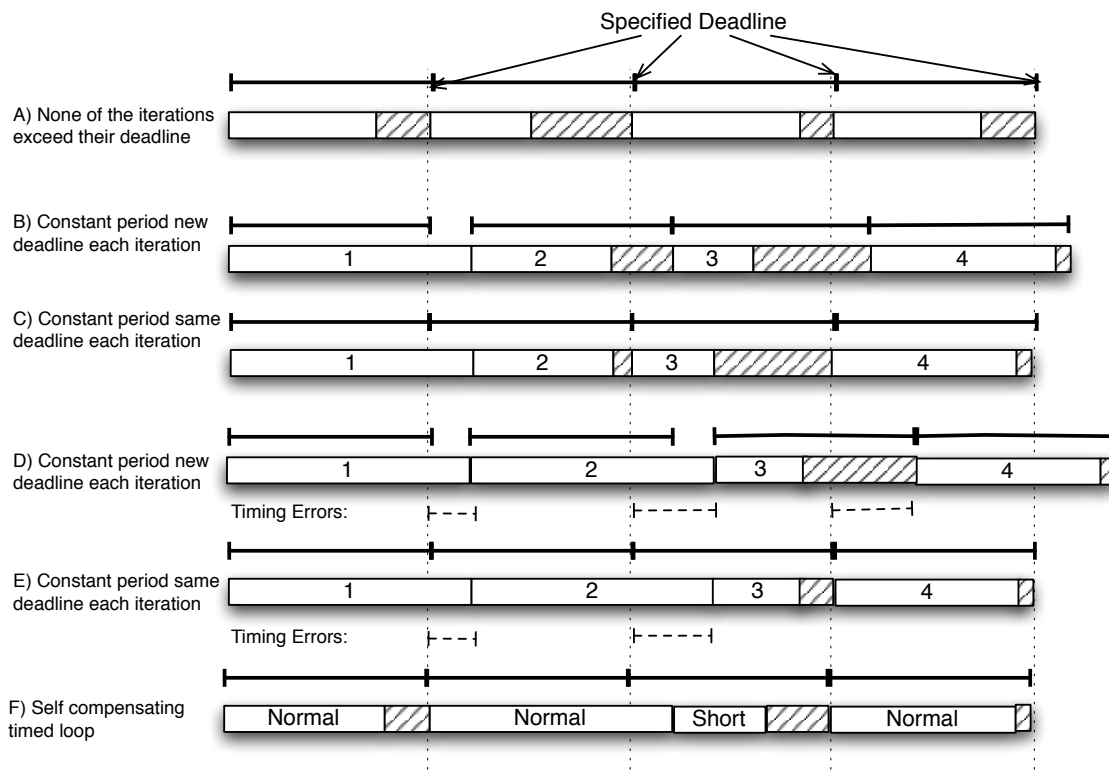 Specified Deadline
A) None of the iterations
exceed their deadline
B) Constant period new
deadline each iteration
1 2 3 4
C) Constant period same
deadline each iteration
1 2 3 4
D) Constant period new
deadline each iteration
1 2 3 4
Timing Errors:
E) Constant period same
deadline each iteration
1 2 3 4
Timing Errors:
F) Self compensating
timed loop
Normal Normal Short Normal